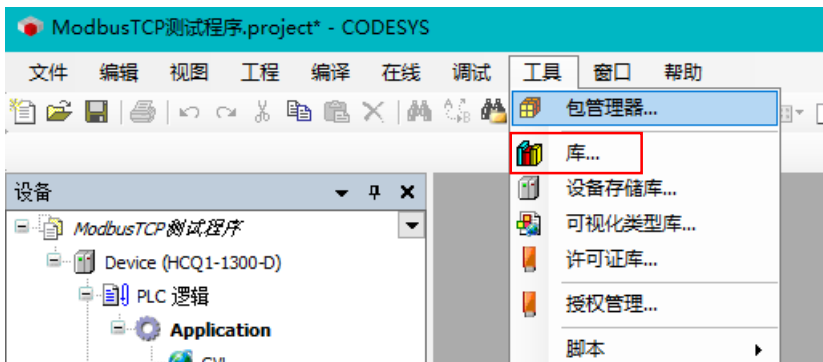 ModbusTCP测试程序.project* - CODESYS
文件 编辑 视图 工程 编译 在线 调试 工具 窗口 帮助
包管理器...
库...
设备
设备存储库...
ModbusTCP测试程序
可视化类型库...
Device (HCQ1-1300-D)
许可证库...
PLC 逻辑
授权管理...
Application
脚本